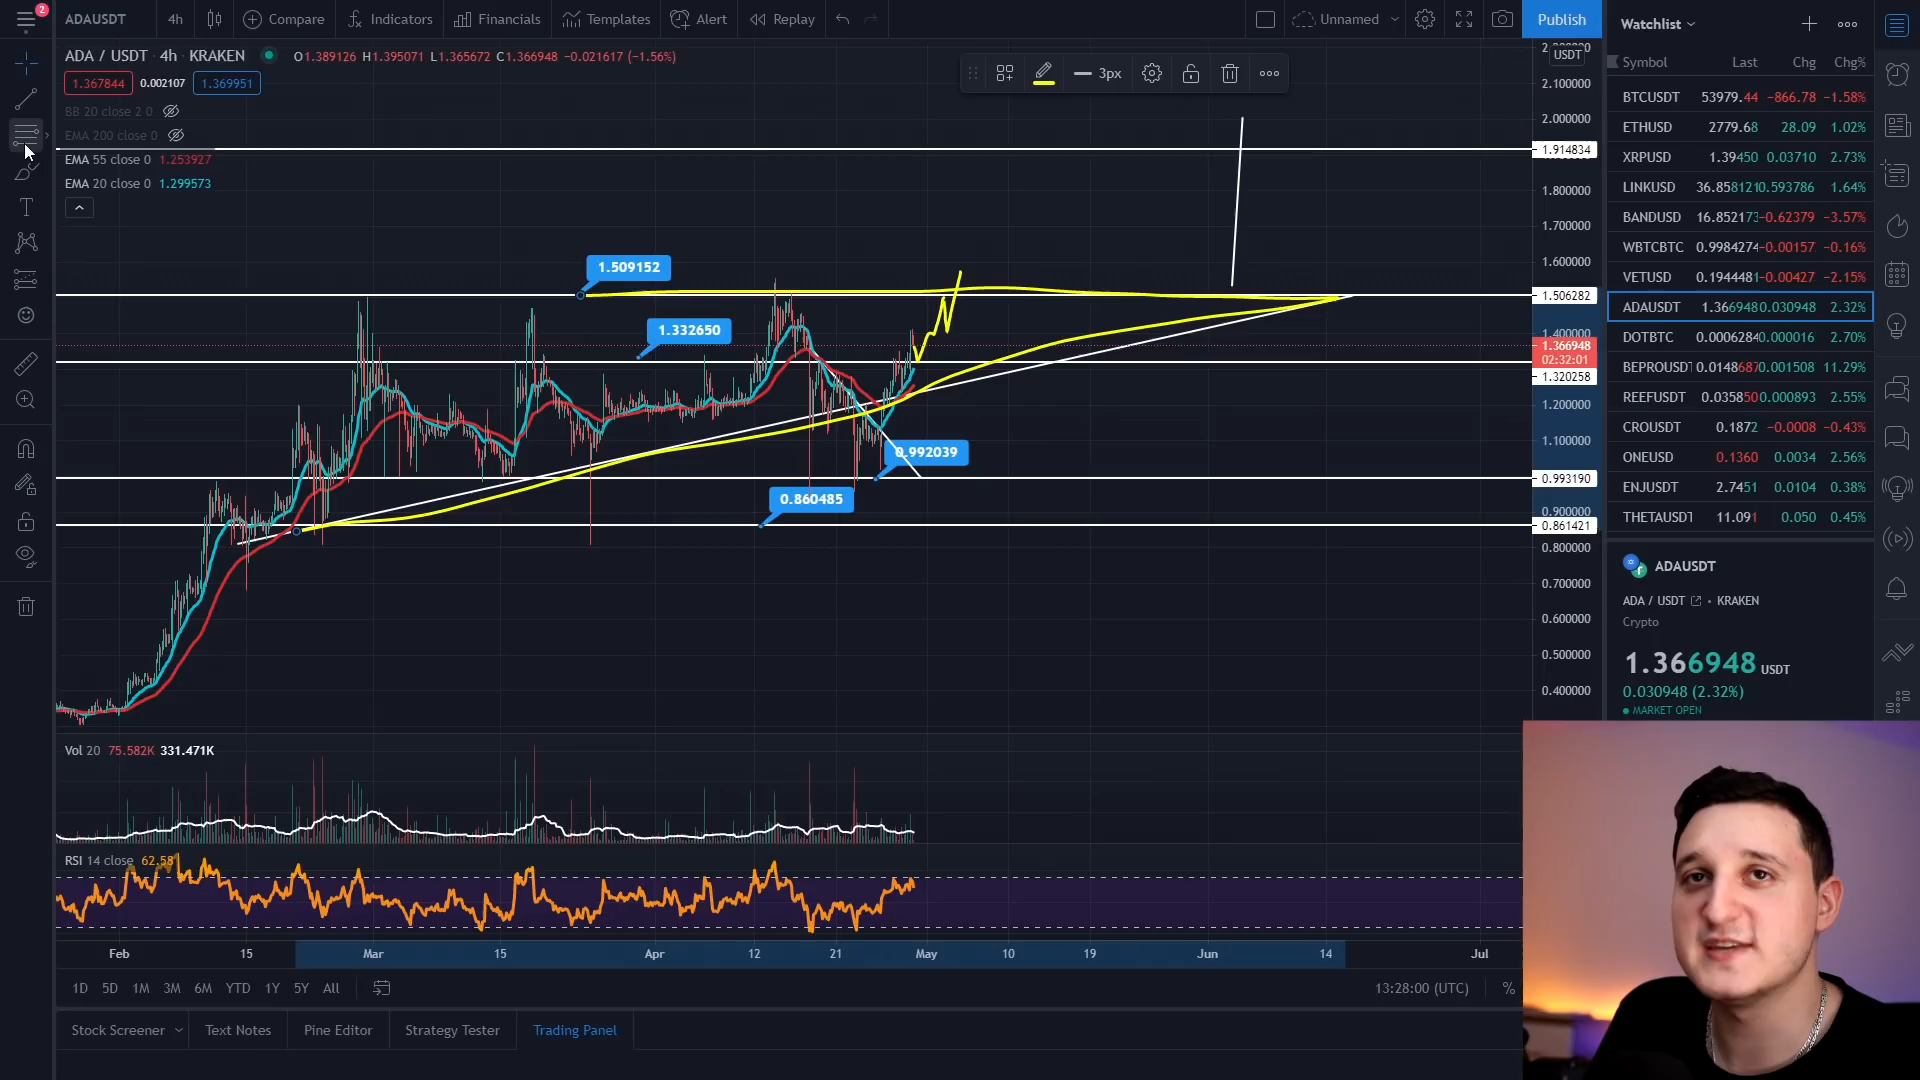 2
ADAUSDT 4h Compare Indicators Financials Templates Alert Replay Unnamed Publish
ADA / USDT · 4h · KRAKEN O1.389126 H1.395071 L1.365672 C1.366948 −0.021617 (−1.56%)
1.367844 0.002107 1.369951
BB 20 close 2 0
EMA 200 close 0
EMA 55 close 0 1.253927
EMA 20 close 0 1.299573
3px
1.509152
1.332650
0.992039
0.860485
USDT
2.100000
2.000000
1.914834
1.800000
1.700000
1.600000
1.506282
1.400000
1.366948
02:32:01
1.320258
1.200000
1.100000
0.993190
0.900000
0.861421
0.800000
0.700000
0.600000
0.500000
0.400000
Vol 20 75.582K 331.471K
RSI 14 close 62.58
Feb 15 Mar 15 Apr 12 21 May 10 19 Jun 14 Jul
1D 5D 1M 3M 6M YTD 1Y 5Y All 13:28:00 (UTC) %
Stock Screener Text Notes Pine Editor Strategy Tester Trading Panel
Watchlist
Symbol Last Chg Chg%
BTCUSDT 53979.44 −866.78 −1.58%
ETHUSD 2779.68 28.09 1.02%
XRPUSD 1.39450 0.03710 2.73%
LINKUSD 36.858121 0.593786 1.64%
BANDUSD 16.852173 −0.62379 −3.57%
WBTCBTC 0.9984274 −0.00157 −0.16%
VETUSD 0.1944481 −0.00427 −2.15%
ADAUSDT 1.366948 0.030948 2.32%
DOTBTC 0.0006284 0.000016 2.70%
BEPROUSDT 0.0148687 0.001508 11.29%
REEFUSDT 0.035850 0.000893 2.55%
CROUSDT 0.1872 −0.0008 −0.43%
ONEUSD 0.1360 0.0034 2.56%
ENJUSDT 2.7451 0.0104 0.38%
THETAUSDT 11.091 0.050 0.45%
ADAUSDT
ADA / USDT • KRAKEN
Crypto
1.366948 USDT
0.030948 (2.32%)
MARKET OPEN